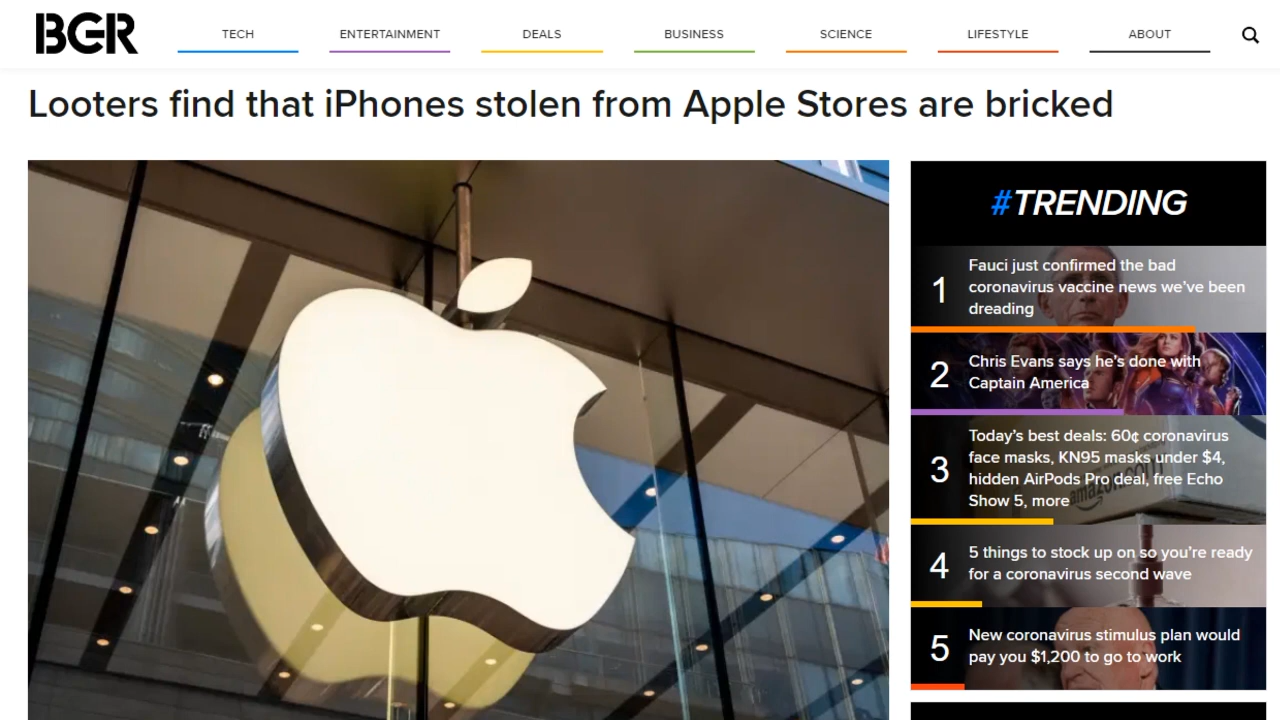 BGR
TECH
ENTERTAINMENT
DEALS
BUSINESS
SCIENCE
LIFESTYLE
ABOUT
Looters find that iPhones stolen from Apple Stores are bricked
#TRENDING
1
Fauci just confirmed the bad
coronavirus vaccine news we've been
dreading
2
Chris Evans says he's done with
Captain America
3
Today's best deals: 60¢ coronavirus
face masks, KN95 masks under $4,
hidden AirPods Pro deal, free Echo
Show 5, more
amazon.com
4
5 things to stock up on so you're ready
for a coronavirus second wave
5
New coronavirus stimulus plan would
pay you $1,200 to go to work